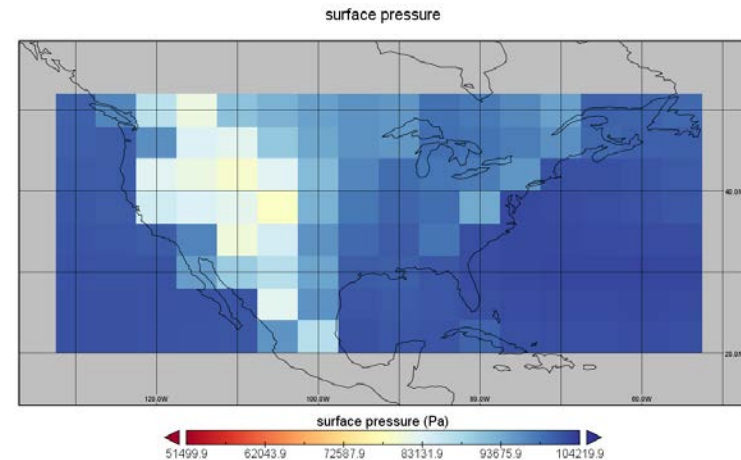 surface pressure
40.0N
20.0N
120.0W 100.0W 80.0W 60.0W
surface pressure (Pa)
51499.9 62043.9 72587.9 83131.9 93675.9 104219.9